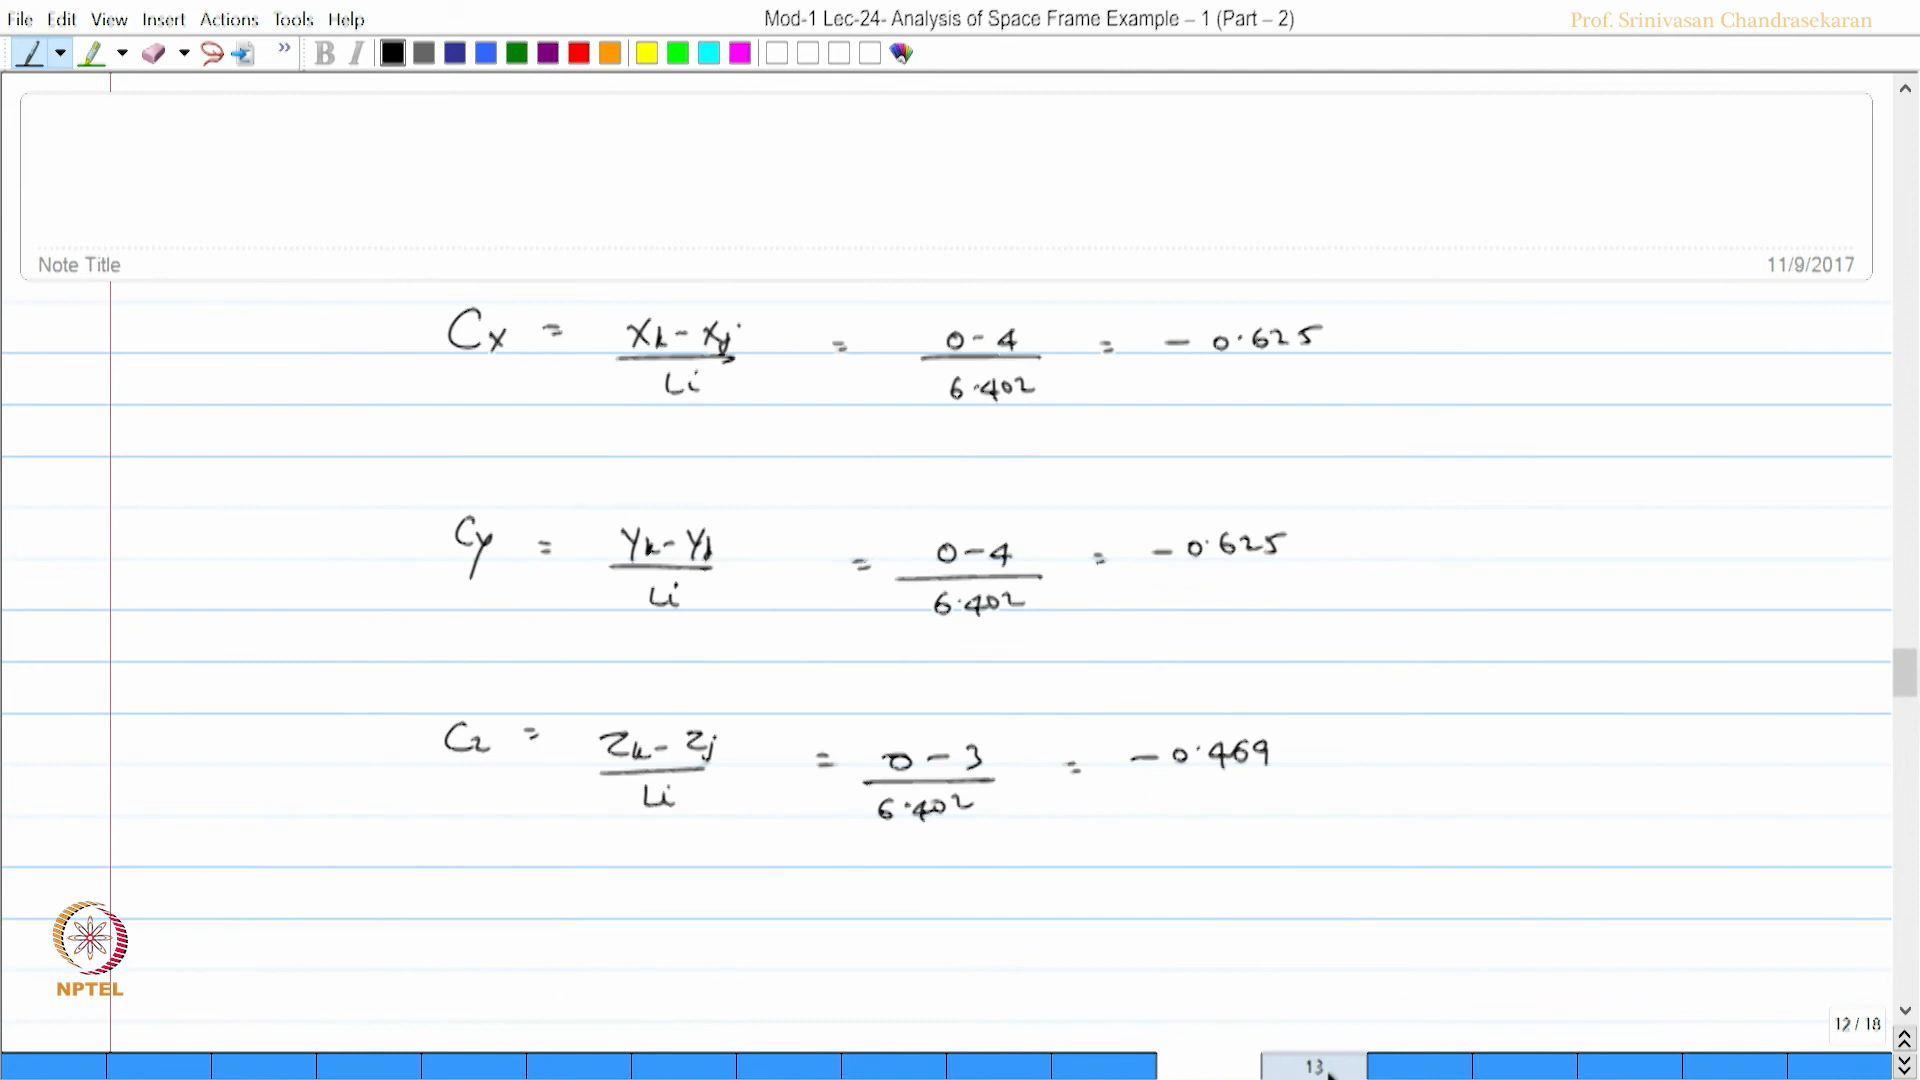 File Edit View Insert Actions Tools Help
Mod-1 Lec-24- Analysis of Space Frame Example – 1 (Part – 2)
Prof. Srinivasan Chandrasekaran
B I
Note Title
11/9/2017
Cx = (xk - xj) / Li = (0 - 4) / 6.402 = - 0.625
Cy = (yk - yj) / Li = (0 - 4) / 6.402 = - 0.625
Cz = (zk - zj) / Li = (0 - 3) / 6.402 = - 0.469
NPTEL
12 / 18
13